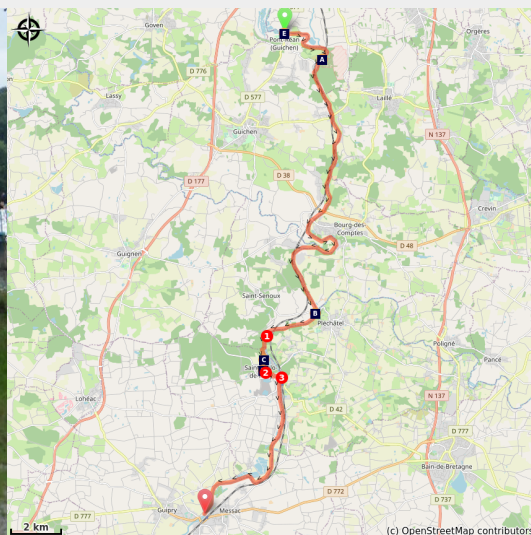 Goven
Orgères
Pont-Réan
(Guichen)
E
A
D 776
Lassy
Laillé
D 577
N 137
Guichen
D 177
D 38
Crévin
Bourg-des-
Comptes
D 48
Guignen
Saint-Senoux
B
Pléchâtel
1
Poligné
C
Pancé
2
3
Lohéac
N 137
D 42
D 777
Bain-de-Bretagne
D 772
D 737
D 777
Guipry
Messac
2 km
(c) OpenStreetMap contributors